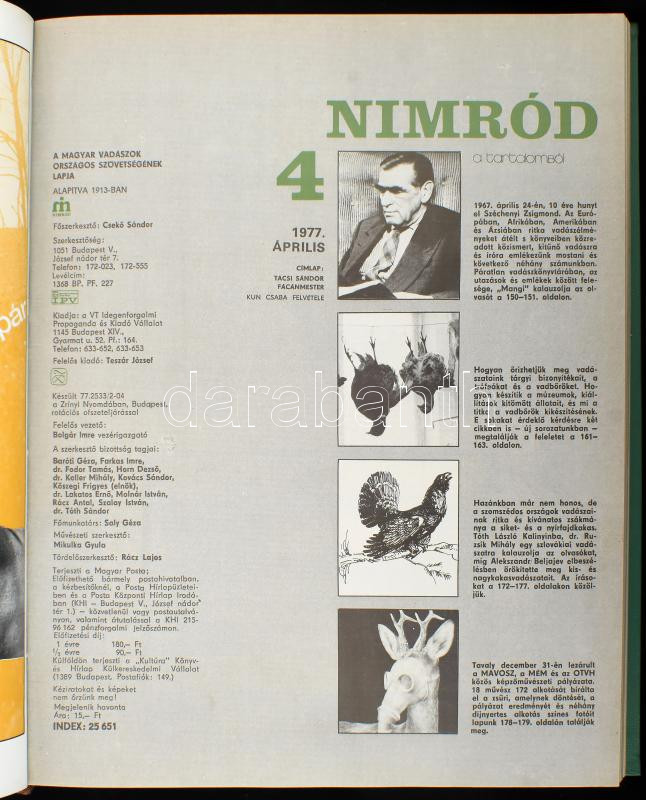 NIMRÓD
a tartalomból
4
1977.
ÁPRILIS
CÍMLAP:
TACSI SÁNDOR
FÁCÁNMESTER
KUN CSABA FELVÉTELE
A MAGYAR VADÁSZOK
ORSZÁGOS SZÖVETSÉGÉNEK
LAPJA
ALAPÍTVA 1913-BAN
NIMRÓD
Főszerkesztő: Csekő Sándor
Szerkesztőség:
1051 Budapest V.,
József nádor tér 7.
Telefon: 172-023, 172-555
Levélcím:
1368 BP. PF. 227
IPV
Kiadja: a VT Idegenforgalmi
Propaganda és Kiadó Vállalat
1145 Budapest XIV.,
Gyarmat u. 52. Pf.: 164.
Telefon: 633-652, 633-653
Felelős kiadó: Teszár József
Készült 77.2533/2-04
a Zrínyi Nyomdában, Budapest,
rotációs ofszeteljárással
Felelős vezető:
Bolgár Imre vezérigazgató
A szerkesztő bizottság tagjai:
Baróti Géza, Farkas Imre,
dr. Fodor Tamás, Horn Dezső,
dr. Koller Mihály, Kovács Sándor,
Kőszegi Frigyes (elnök),
dr. Lakatos Ernő, Molnár István,
Rácz Antal, Szalay István,
dr. Tóth Sándor
Főmunkatárs: Saly Géza
Művészeti szerkesztő:
Mikulka Gyula
Tördelőszerkesztő: Rácz Lajos
Terjeszti a Magyar Posta;
Előfizethető bármely postahivatalban,
a kézbesítőknél, a Posta Hírlapüzletei-
ben és a Posta Központi Hírlap Irodá-
ban (KHI – Budapest V., József nádor
tér 1.) – közvetlenül vagy postautalvá-
nyon, valamint átutalással a KHI 215-
96 162 pénzforgalmi jelzőszámon.
Előfizetési díj:
1 évre 180,– Ft
½ évre 90,– Ft
Külföldön terjeszti a „Kultúra" Könyv-
és Hírlap Külkereskedelmi Vállalat
(1389 Budapest. Postafiók: 149.)
Kéziratokat és képeket
nem őrzünk meg!
Megjelenik havonta
Ára: 15,– Ft
INDEX: 25 651
1967. április 24-én, 10 éve hunyt
el Széchenyi Zsigmond. Az Euró-
pában, Afrikában, Amerikában
és Ázsiában ritka vadászélmé-
nyeket átélt s könyveiben közre-
adott közismert, kitűnő vadászra
és íróra emlékezünk mostani és
következő néhány számunkban.
Páratlan vadászkönyvtárában, az
utazások és emlékek között fele-
sége, „Mangi" kalauzolja az ol-
vasót a 150–151. oldalon.
Hogyan őrizhetjük meg vadá-
szataink tárgyi bizonyítékait, a
trófeákat és a vadbőröket. Ho-
gyan készítik a múzeumok, kiál-
lítások kitömött állatait, és mi a
titka a vadbőrök kikészítésének.
E sokakat érdeklő kérdésre két
cikkben is – új sorozatunkban –
megtalálják a feleletet a 161–
163. oldalon.
Hazánkban már nem honos, de
a szomszédos országok vadászai-
nak ritka és kívánatos zsákmá-
nya a siket- és a nyírfajdkakas.
Tóth László Kalinyinba, dr. Ru-
zsik Mihály egy szlovákiai vadá-
szatra kalauzolja az olvasókat,
míg Alekszandr Beljajev elbeszé-
lésben örökítette meg kis- és
nagykakasvadászatait. Az íráso-
kat a 172–177. oldalakon közöl-
jük.
Tavaly december 31-én lezárult
a MAVOSZ, a MÉM és az OTVH
közös képzőművészeti pályázata.
18 művész 172 alkotását bírálta
el a zsűri, amelynek döntését, a
pályázat eredményét és néhány
díjnyertes alkotás színes fotóit
lapunk 178–179. oldalán találják
meg.
darabanth